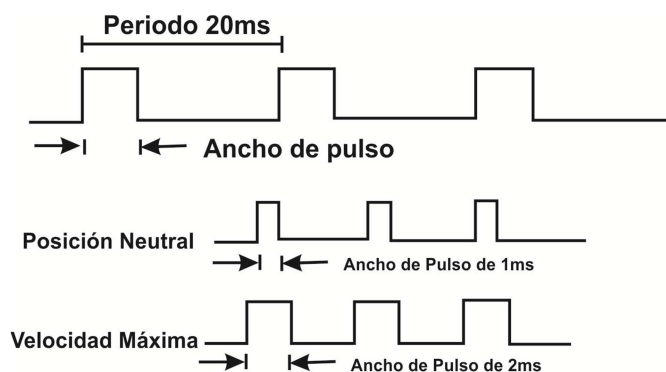 Periodo 20ms
Ancho de pulso
Posición Neutral
Ancho de Pulso de 1ms
Velocidad Máxima
Ancho de Pulso de 2ms